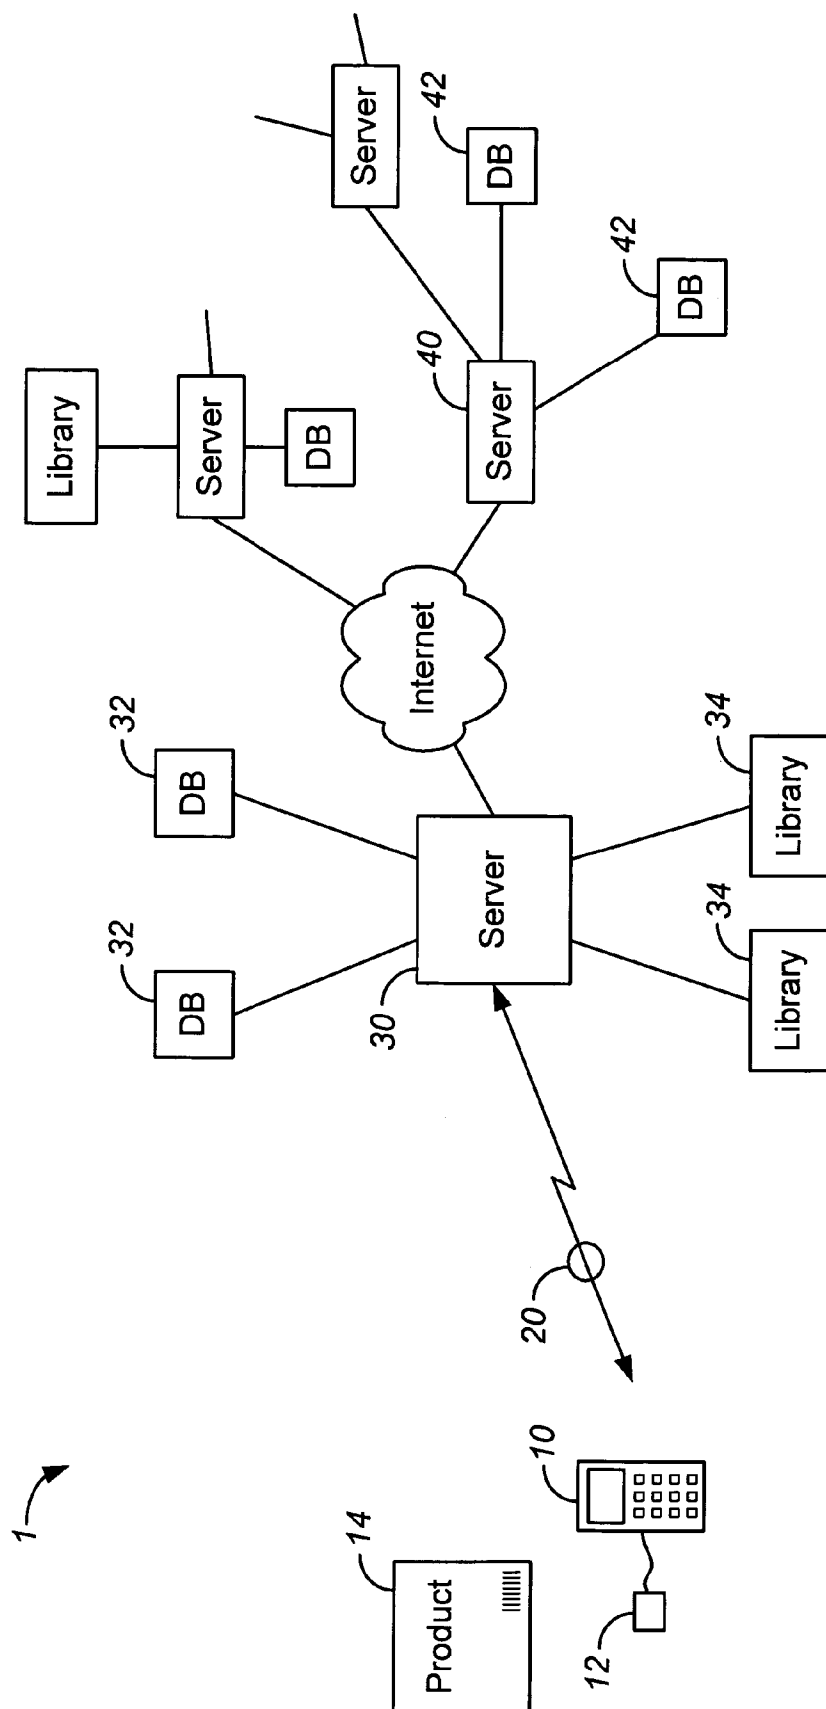 1
Product
14
12
10
20
30
Server
DB
32
DB
32
Library
34
Library
34
Internet
Library
Server
DB
40
Server
DB
42
DB
42
Server